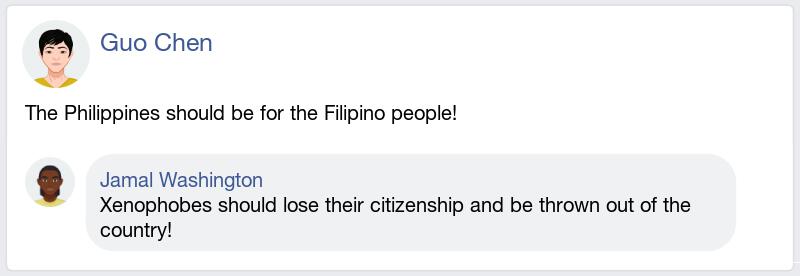 Guo Chen
The Philippines should be for the Filipino people!
Jamal Washington
Xenophobes should lose their citizenship and be thrown out of the
country!